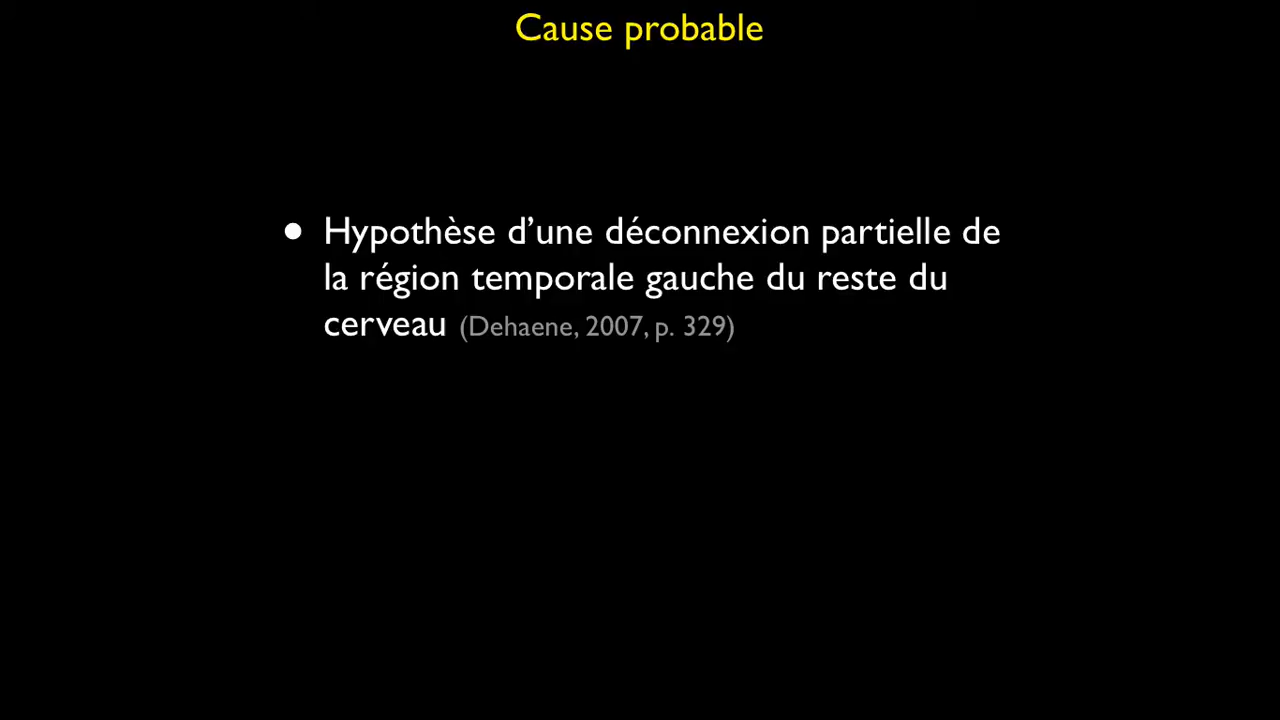 Cause probable
• Hypothèse d’une déconnexion partielle de
la région temporale gauche du reste du
cerveau (Dehaene, 2007, p. 329)